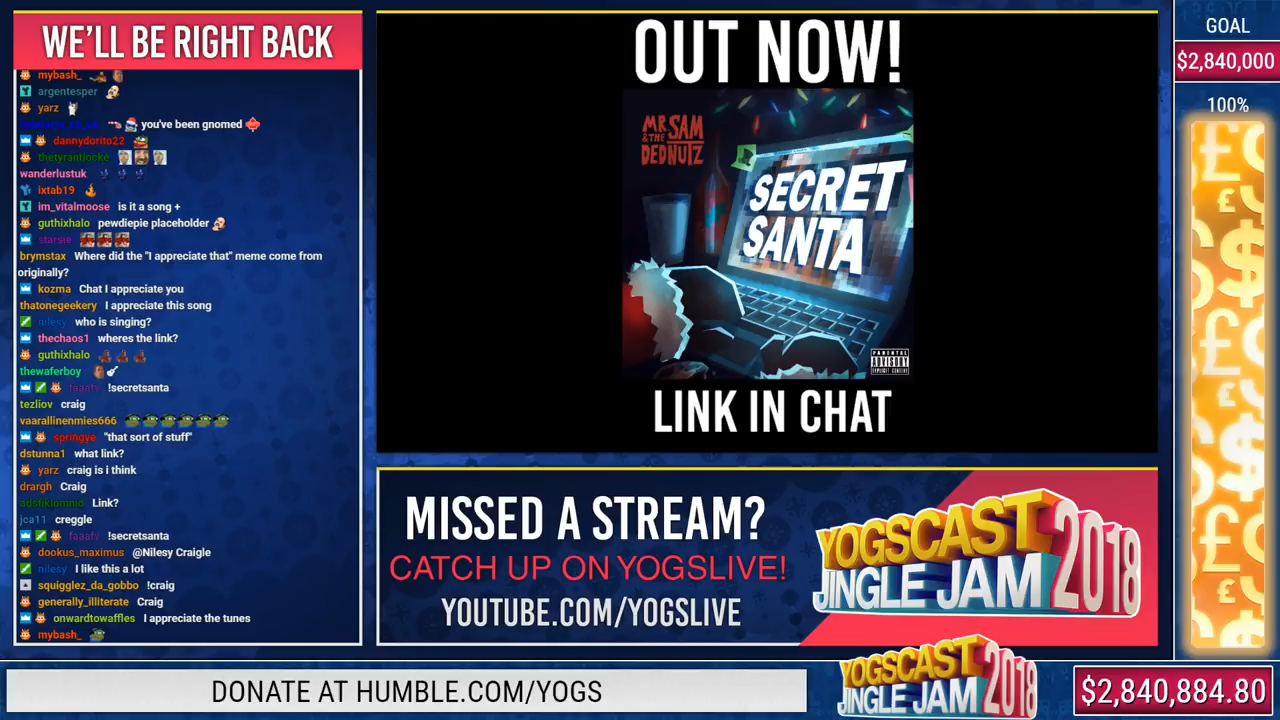 WE'LL BE RIGHT BACK
mybash_
argentesper
yarz
you've been gnomed
dannydorito22
thetyrantlocke
wanderlustuk
ixtab19
im_vitalmoose is it a song +
guthixhalo pewdiepie placeholder
starsie
brymstax Where did the "I appreciate that" meme come from
originally?
kozma Chat I appreciate you
thatonegeekery I appreciate this song
nilesy who is singing?
thechaos1 wheres the link?
guthixhalo
thewaferboy
faaafv !secretsanta
tezliov craig
vaarallinenmies666
springye "that sort of stuff"
dstunna1 what link?
yarz craig is i think
drargh Craig
Link?
jca11 creggle
faaafv !secretsanta
dookus_maximus @Nilesy Craigle
nilesy I like this a lot
squigglez_da_gobbo !craig
generally_illiterate Craig
onwardtowaffles I appreciate the tunes
mybash_
OUT NOW!
MR SAM
& THE
DEDNUTZ
SECRET
SANTA
PARENTAL
ADVISORY
EXPLICIT CONTENT
LINK IN CHAT
MISSED A STREAM?
CATCH UP ON YOGSLIVE!
YOUTUBE.COM/YOGSLIVE
YOGSCAST
JINGLE JAM 2018
GOAL
$2,840,000
100%
DONATE AT HUMBLE.COM/YOGS
YOGSCAST
JINGLE JAM 2018
$2,840,884.80